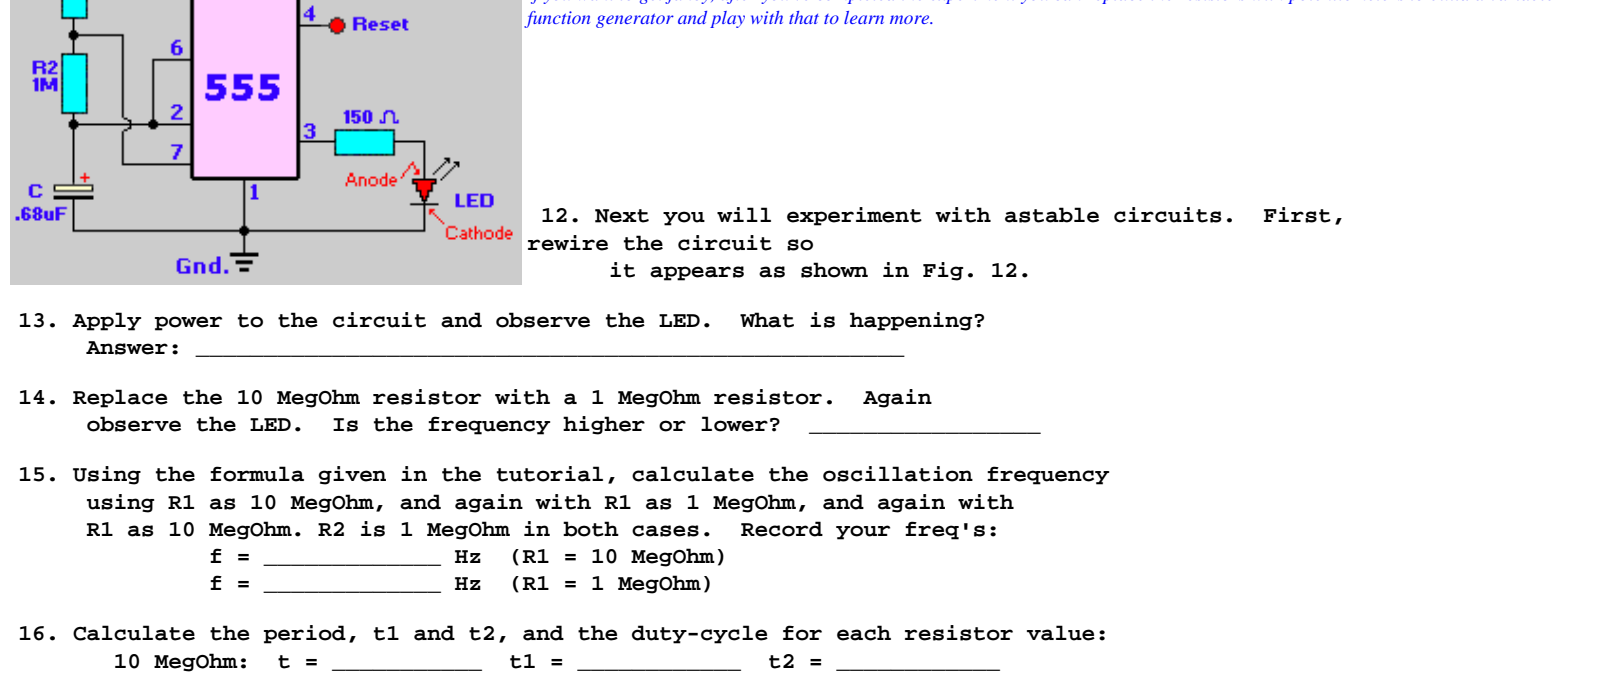 function generator and play with that to learn more.
4
Reset
6
R2
1M
555
2
150 Ω
3
7
Anode
+
C
.68uF
1
LED
Cathode
Gnd.
12. Next you will experiment with astable circuits. First,
rewire the circuit so
it appears as shown in Fig. 12.
13. Apply power to the circuit and observe the LED. What is happening?
Answer: ____________________________________________________
14. Replace the 10 MegOhm resistor with a 1 MegOhm resistor. Again
observe the LED. Is the frequency higher or lower? _________________
15. Using the formula given in the tutorial, calculate the oscillation frequency
using R1 as 10 MegOhm, and again with R1 as 1 MegOhm, and again with
R1 as 10 MegOhm. R2 is 1 MegOhm in both cases. Record your freq's:
f = _____________ Hz (R1 = 10 MegOhm)
f = _____________ Hz (R1 = 1 MegOhm)
16. Calculate the period, t1 and t2, and the duty-cycle for each resistor value:
10 MegOhm: t = ___________ t1 = ____________ t2 = ____________